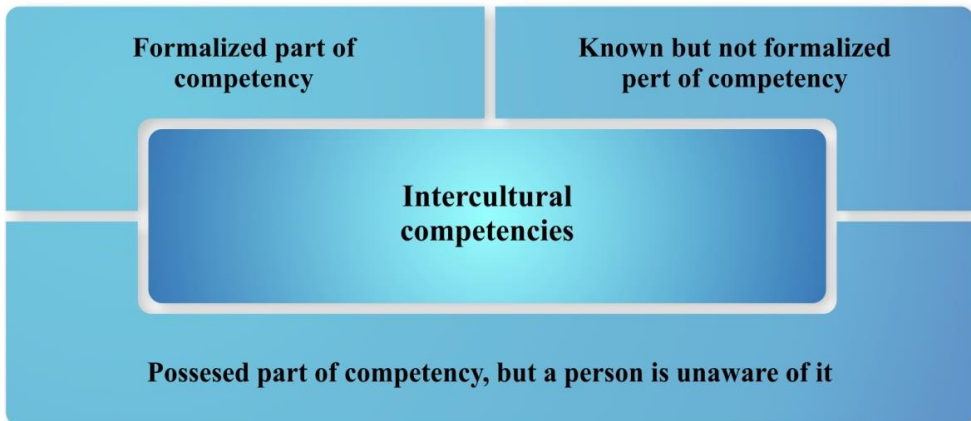 Formalized part of
competency
Known but not formalized
pert of competency
Intercultural
competencies
Possesed part of competency, but a person is unaware of it